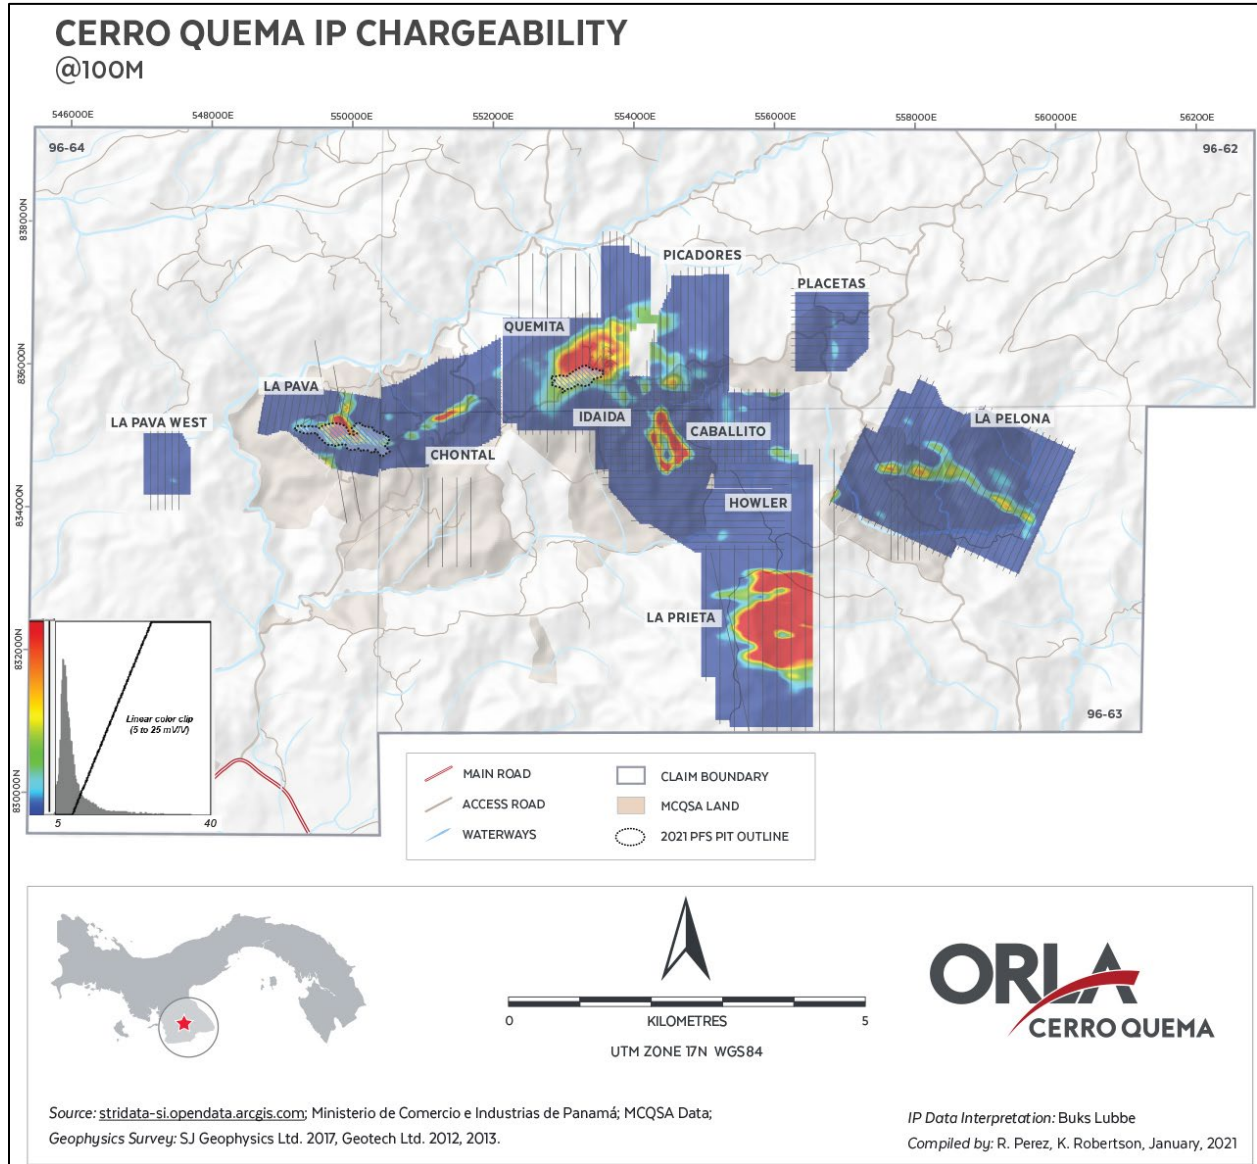 CERRO QUEMA IP CHARGEABILITY
@100M
546000E 548000E 550000E 552000E 554000E 556000E 558000E 560000E 562000E
96-64
96-62
838000N
PICADORES
PLACETAS
QUEMITA
836000N
LA PAVA
LA PAVA WEST
IDAIDA
CABALLITO
LA PELONA
CHONTAL
834000N
HOWLER
LA PRIETA
832000N
96-63
Linear color clip
(5 to 25 mV/V)
830000N
5 40
MAIN ROAD
CLAIM BOUNDARY
ACCESS ROAD
MCQSA LAND
WATERWAYS
2021 PFS PIT OUTLINE
0 KILOMETRES 5
UTM ZONE 17N WGS84
ORLA
CERRO QUEMA
Source: stridata-si.opendata.arcgis.com; Ministerio de Comercio e Industrias de Panamá; MCQSA Data;
Geophysics Survey: SJ Geophysics Ltd. 2017, Geotech Ltd. 2012, 2013.
IP Data Interpretation: Buks Lubbe
Compiled by: R. Perez, K. Robertson, January, 2021